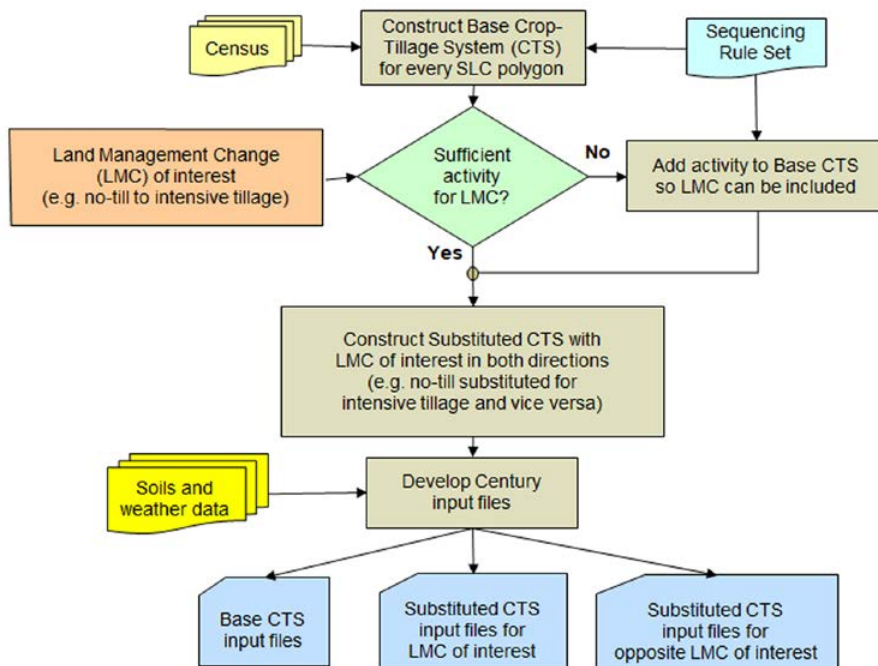 Census
Construct Base Crop-
Tillage System (CTS)
for every SLC polygon
Sequencing
Rule Set
Land Management Change
(LMC) of interest
(e.g. no-till to intensive tillage)
Sufficient
activity
for LMC?
No
Add activity to Base CTS
so LMC can be included
Yes
Construct Substituted CTS with
LMC of interest in both directions
(e.g. no-till substituted for
intensive tillage and vice versa)
Soils and
weather data
Develop Century
input files
Base CTS
input files
Substituted CTS
input files for
LMC of interest
Substituted CTS
input files for
opposite LMC of interest